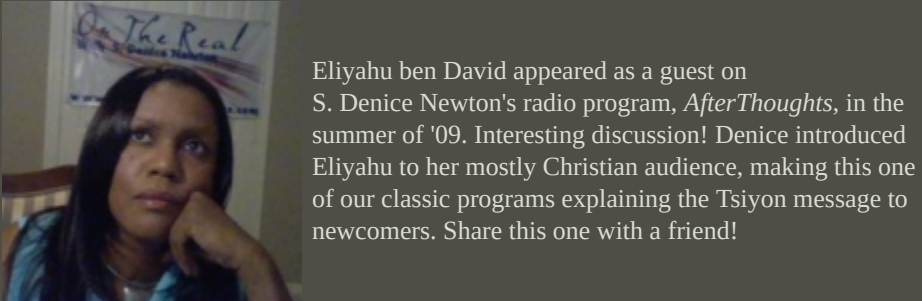 On The Real
Denice Newton
Eliyahu ben David appeared as a guest on
S. Denice Newton's radio program, AfterThoughts, in the
summer of '09. Interesting discussion! Denice introduced
Eliyahu to her mostly Christian audience, making this one
of our classic programs explaining the Tsiyon message to
newcomers. Share this one with a friend!